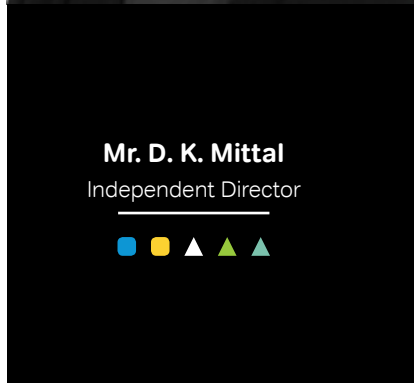 Mr. D. K. Mittal
Independent Director